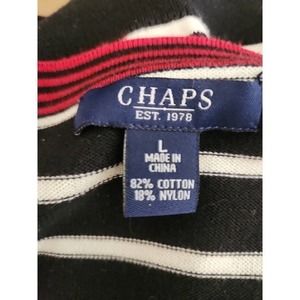 CHAPS
EST. 1978
L
MADE IN
CHINA
82% COTTON
18% NYLON